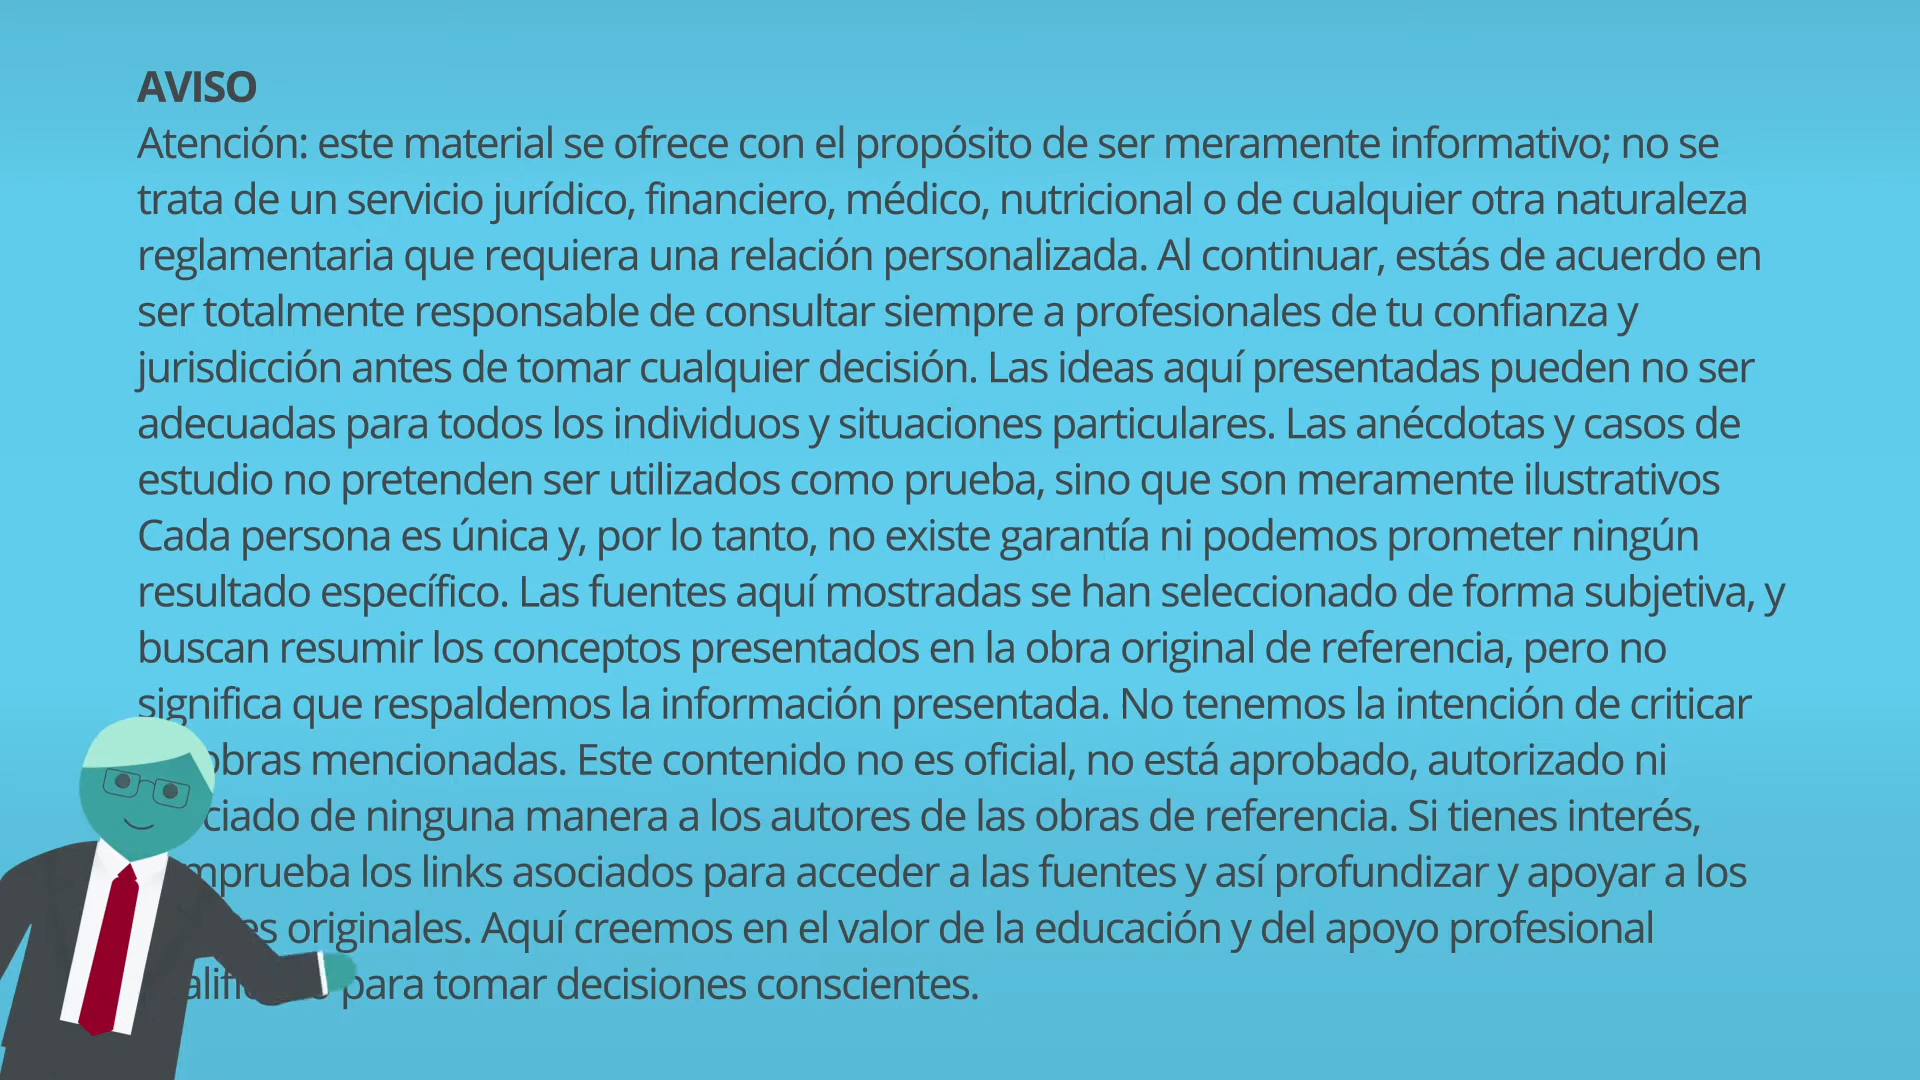 AVISO
Atención: este material se ofrece con el propósito de ser meramente informativo; no se
trata de un servicio jurídico, financiero, médico, nutricional o de cualquier otra naturaleza
reglamentaria que requiera una relación personalizada. Al continuar, estás de acuerdo en
ser totalmente responsable de consultar siempre a profesionales de tu confianza y
jurisdicción antes de tomar cualquier decisión. Las ideas aquí presentadas pueden no ser
adecuadas para todos los individuos y situaciones particulares. Las anécdotas y casos de
estudio no pretenden ser utilizados como prueba, sino que son meramente ilustrativos
Cada persona es única y, por lo tanto, no existe garantía ni podemos prometer ningún
resultado específico. Las fuentes aquí mostradas se han seleccionado de forma subjetiva, y
buscan resumir los conceptos presentados en la obra original de referencia, pero no
significa que respaldemos la información presentada. No tenemos la intención de criticar
obras mencionadas. Este contenido no es oficial, no está aprobado, autorizado ni
de ninguna manera a los autores de las obras de referencia. Si tienes interés,
los links asociados para acceder a las fuentes y así profundizar y apoyar a los
originales. Aquí creemos en el valor de la educación y del apoyo profesional
para tomar decisiones conscientes.